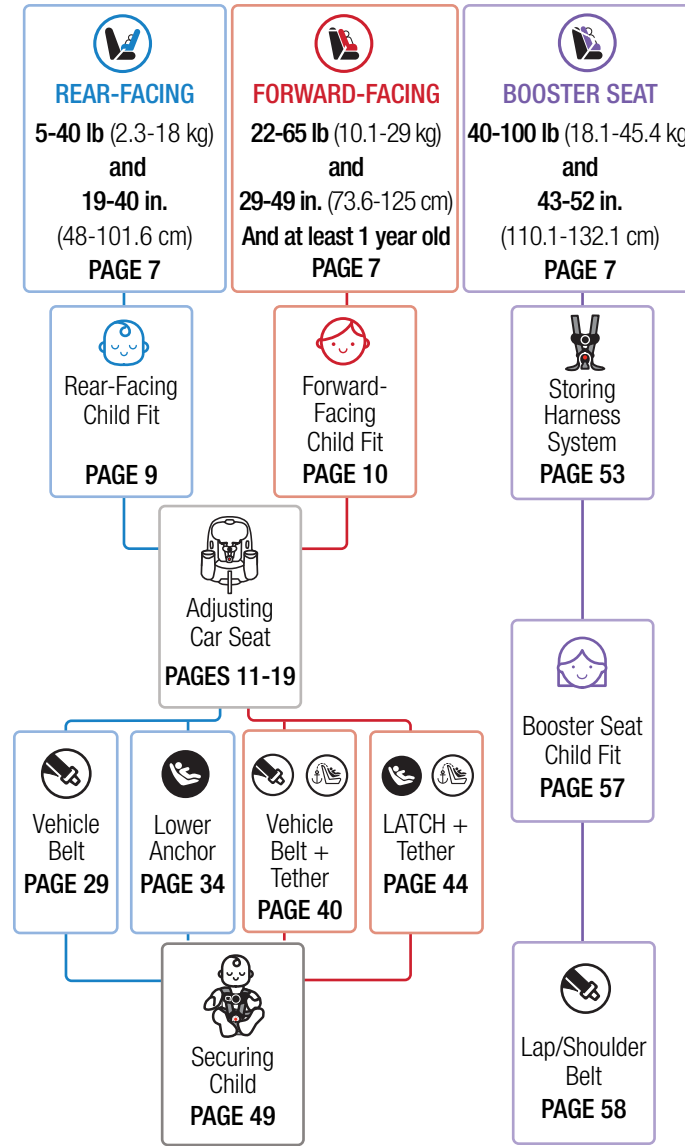 REAR-FACING
5-40 lb (2.3-18 kg)
and
19-40 in.
(48-101.6 cm)
PAGE 7
FORWARD-FACING
22-65 lb (10.1-29 kg)
and
29-49 in. (73.6-125 cm)
And at least 1 year old
PAGE 7
BOOSTER SEAT
40-100 lb (18.1-45.4 kg
and
43-52 in.
(110.1-132.1 cm)
PAGE 7
Rear-Facing
Child Fit
PAGE 9
Forward-
Facing
Child Fit
PAGE 10
Storing
Harness
System
PAGE 53
Adjusting
Car Seat
PAGES 11-19
Booster Seat
Child Fit
PAGE 57
Vehicle
Belt
PAGE 29
Lower
Anchor
PAGE 34
Vehicle
Belt +
Tether
PAGE 40
LATCH +
Tether
PAGE 44
Securing
Child
PAGE 49
Lap/Shoulder
Belt
PAGE 58